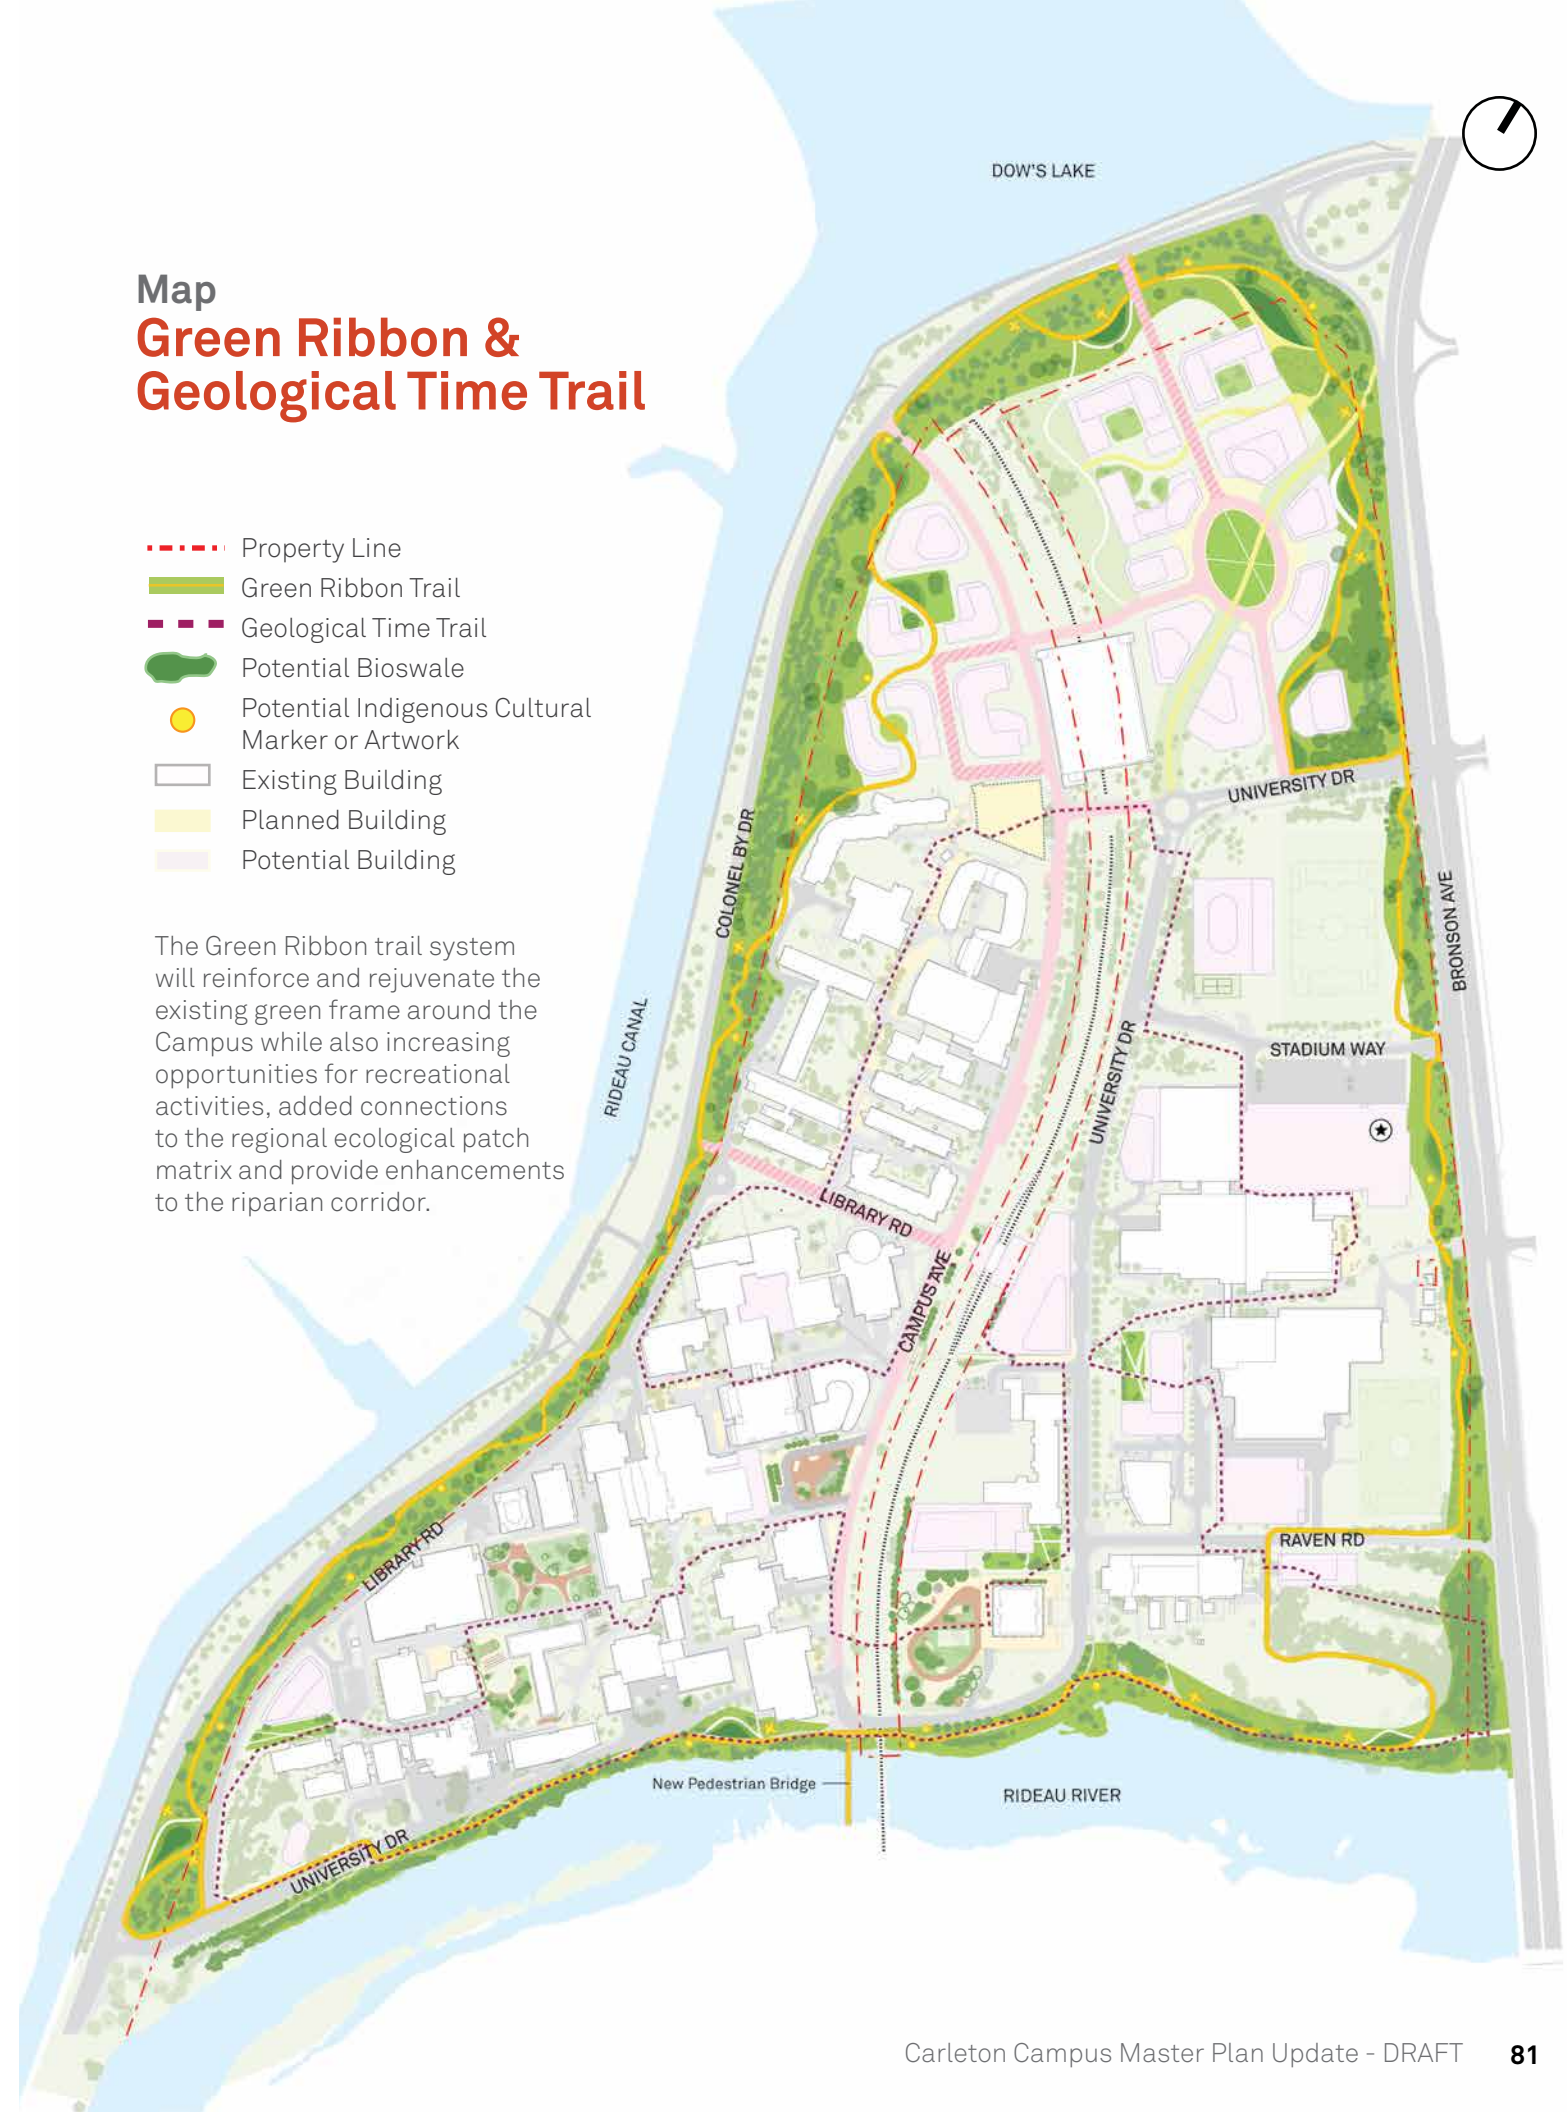 DOW'S LAKE
Map
Green Ribbon &
Geological Time Trail
Property Line
Green Ribbon Trail
Geological Time Trail
Potential Bioswale
Potential Indigenous Cultural
Marker or Artwork
Existing Building
Planned Building
Potential Building
The Green Ribbon trail system
will reinforce and rejuvenate the
existing green frame around the
Campus while also increasing
opportunities for recreational
activities, added connections
to the regional ecological patch
matrix and provide enhancements
to the riparian corridor.
UNIVERSITY DR
COLONEL BY DR
BRONSON AVE
RIDEAU CANAL
STADIUM WAY
UNIVERSITY DR
LIBRARY RD
CAMPUS AVE
LIBRARY RD
RAVEN RD
New Pedestrian Bridge
RIDEAU RIVER
UNIVERSITY DR
Carleton Campus Master Plan Update - DRAFT 81